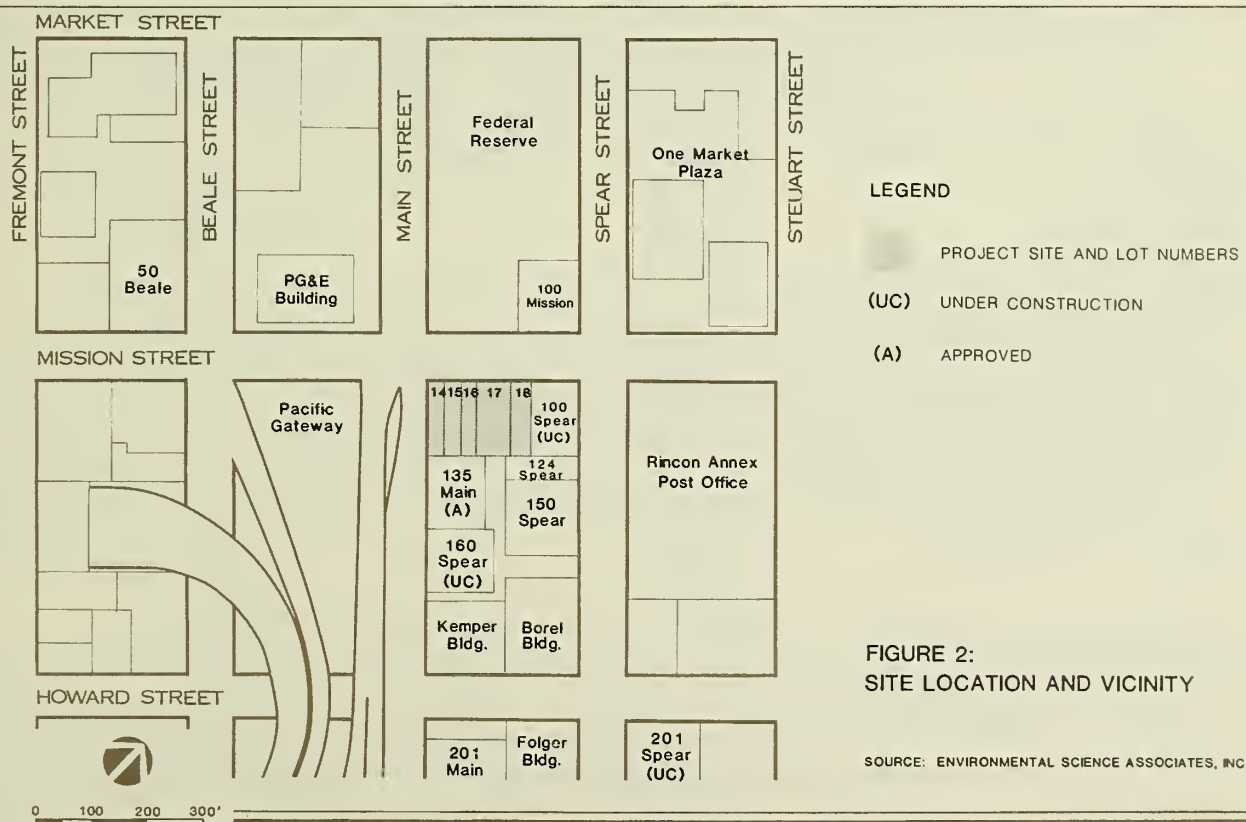 MARKET STREET
FREMONT STREET
BEALE STREET
MAIN STREET
SPEAR STREET
STEUART STREET
50
Beale
PG&E
Building
Federal
Reserve
100
Mission
One Market
Plaza
LEGEND
PROJECT SITE AND LOT NUMBERS
(UC) UNDER CONSTRUCTION
(A) APPROVED
MISSION STREET
Pacific
Gateway
14 15 16 17 18
100
Spear
(UC)
124
Spear
135
Main
(A)
150
Spear
160
Spear
(UC)
Kemper
Bldg.
Borel
Bldg.
Rincon Annex
Post Office
HOWARD STREET
201
Main
Folger
Bldg.
201
Spear
(UC)
FIGURE 2:
SITE LOCATION AND VICINITY
SOURCE: ENVIRONMENTAL SCIENCE ASSOCIATES, INC
0 100 200 300'